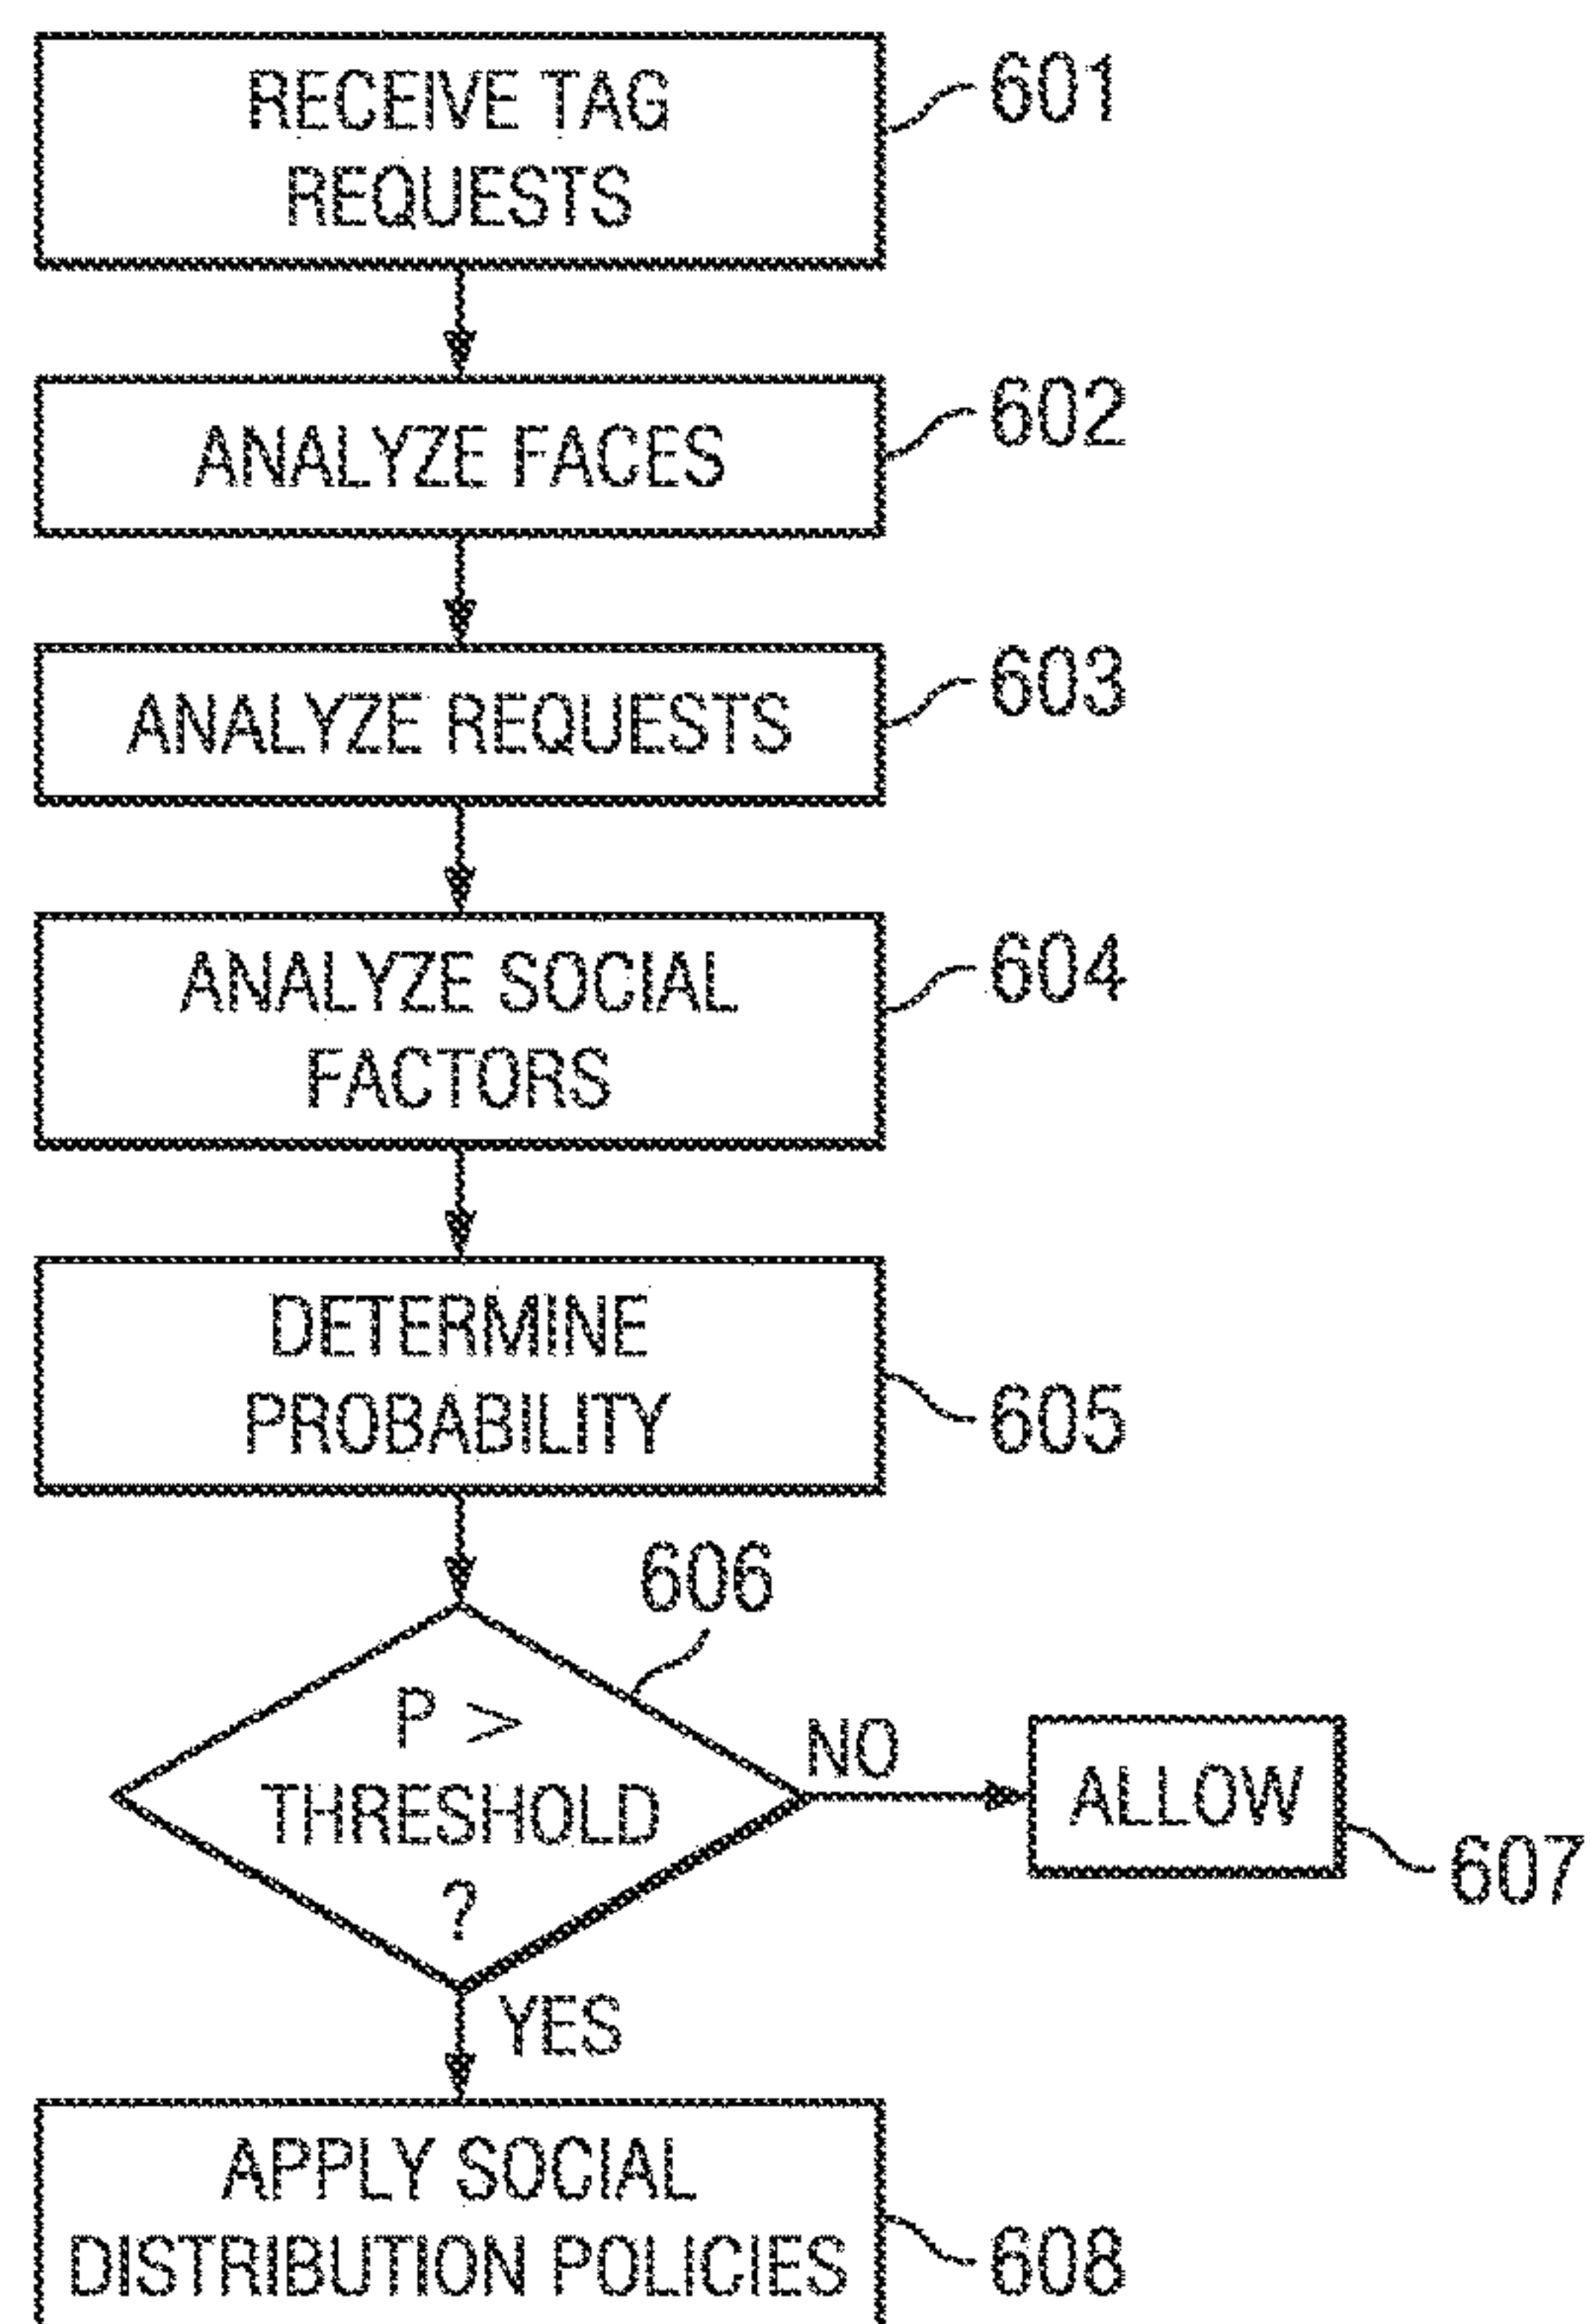 RECEIVE TAG
REQUESTS
601
ANALYZE FACES
602
ANALYZE REQUESTS
603
ANALYZE SOCIAL
FACTORS
604
DETERMINE
PROBABILITY
605
606
P >
THRESHOLD
?
NO
ALLOW
607
YES
APPLY SOCIAL
DISTRIBUTION POLICIES
608